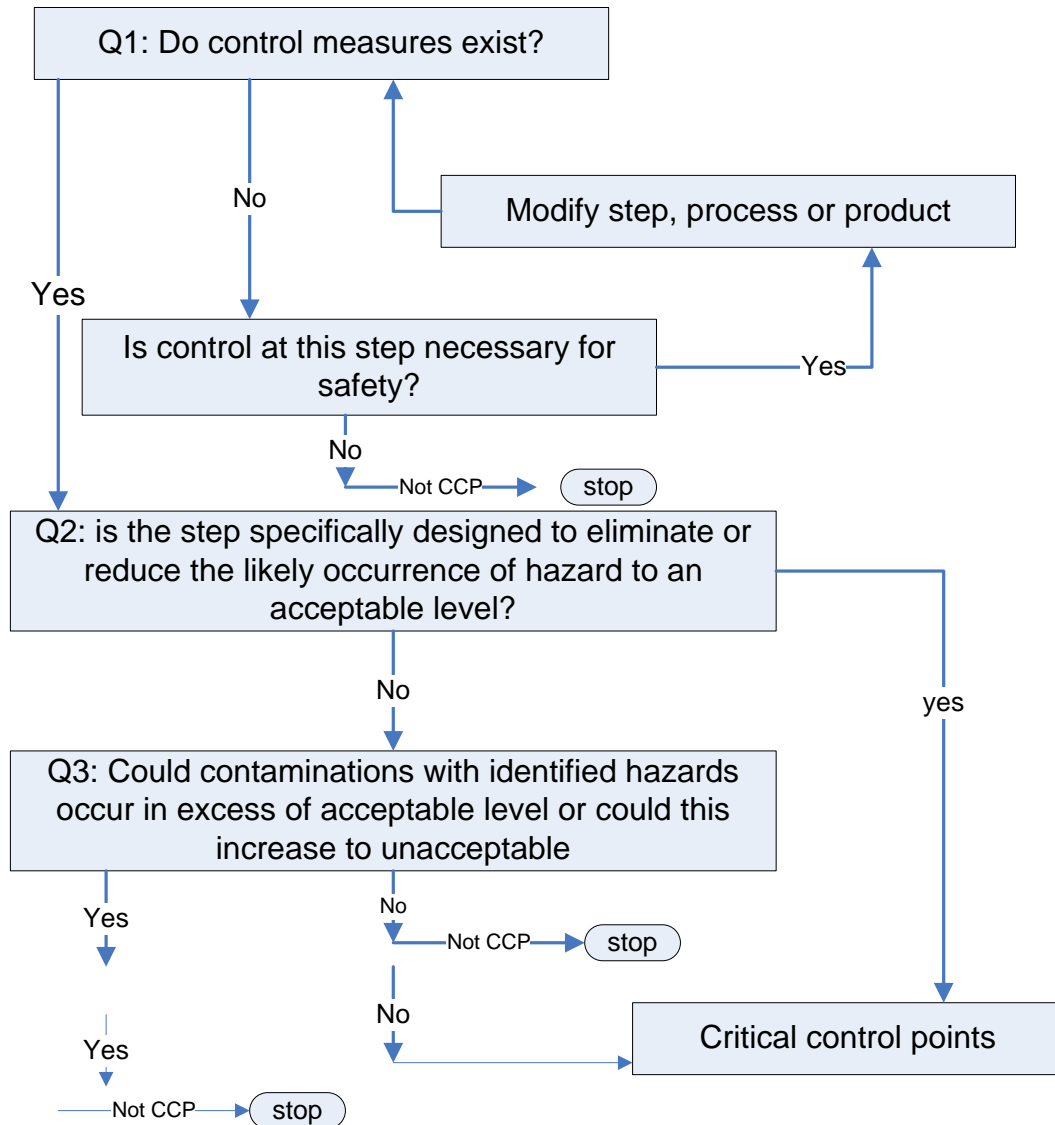 Q1: Do control measures exist?
No
Modify step, process or product
Yes
Is control at this step necessary for
safety?
Yes
No
Not CCP
stop
Q2: is the step specifically designed to eliminate or
reduce the likely occurrence of hazard to an
acceptable level?
No
yes
Q3: Could contaminations with identified hazards
occur in excess of acceptable level or could this
increase to unacceptable
Yes
No
Not CCP
stop
No
Yes
Critical control points
Not CCP
stop